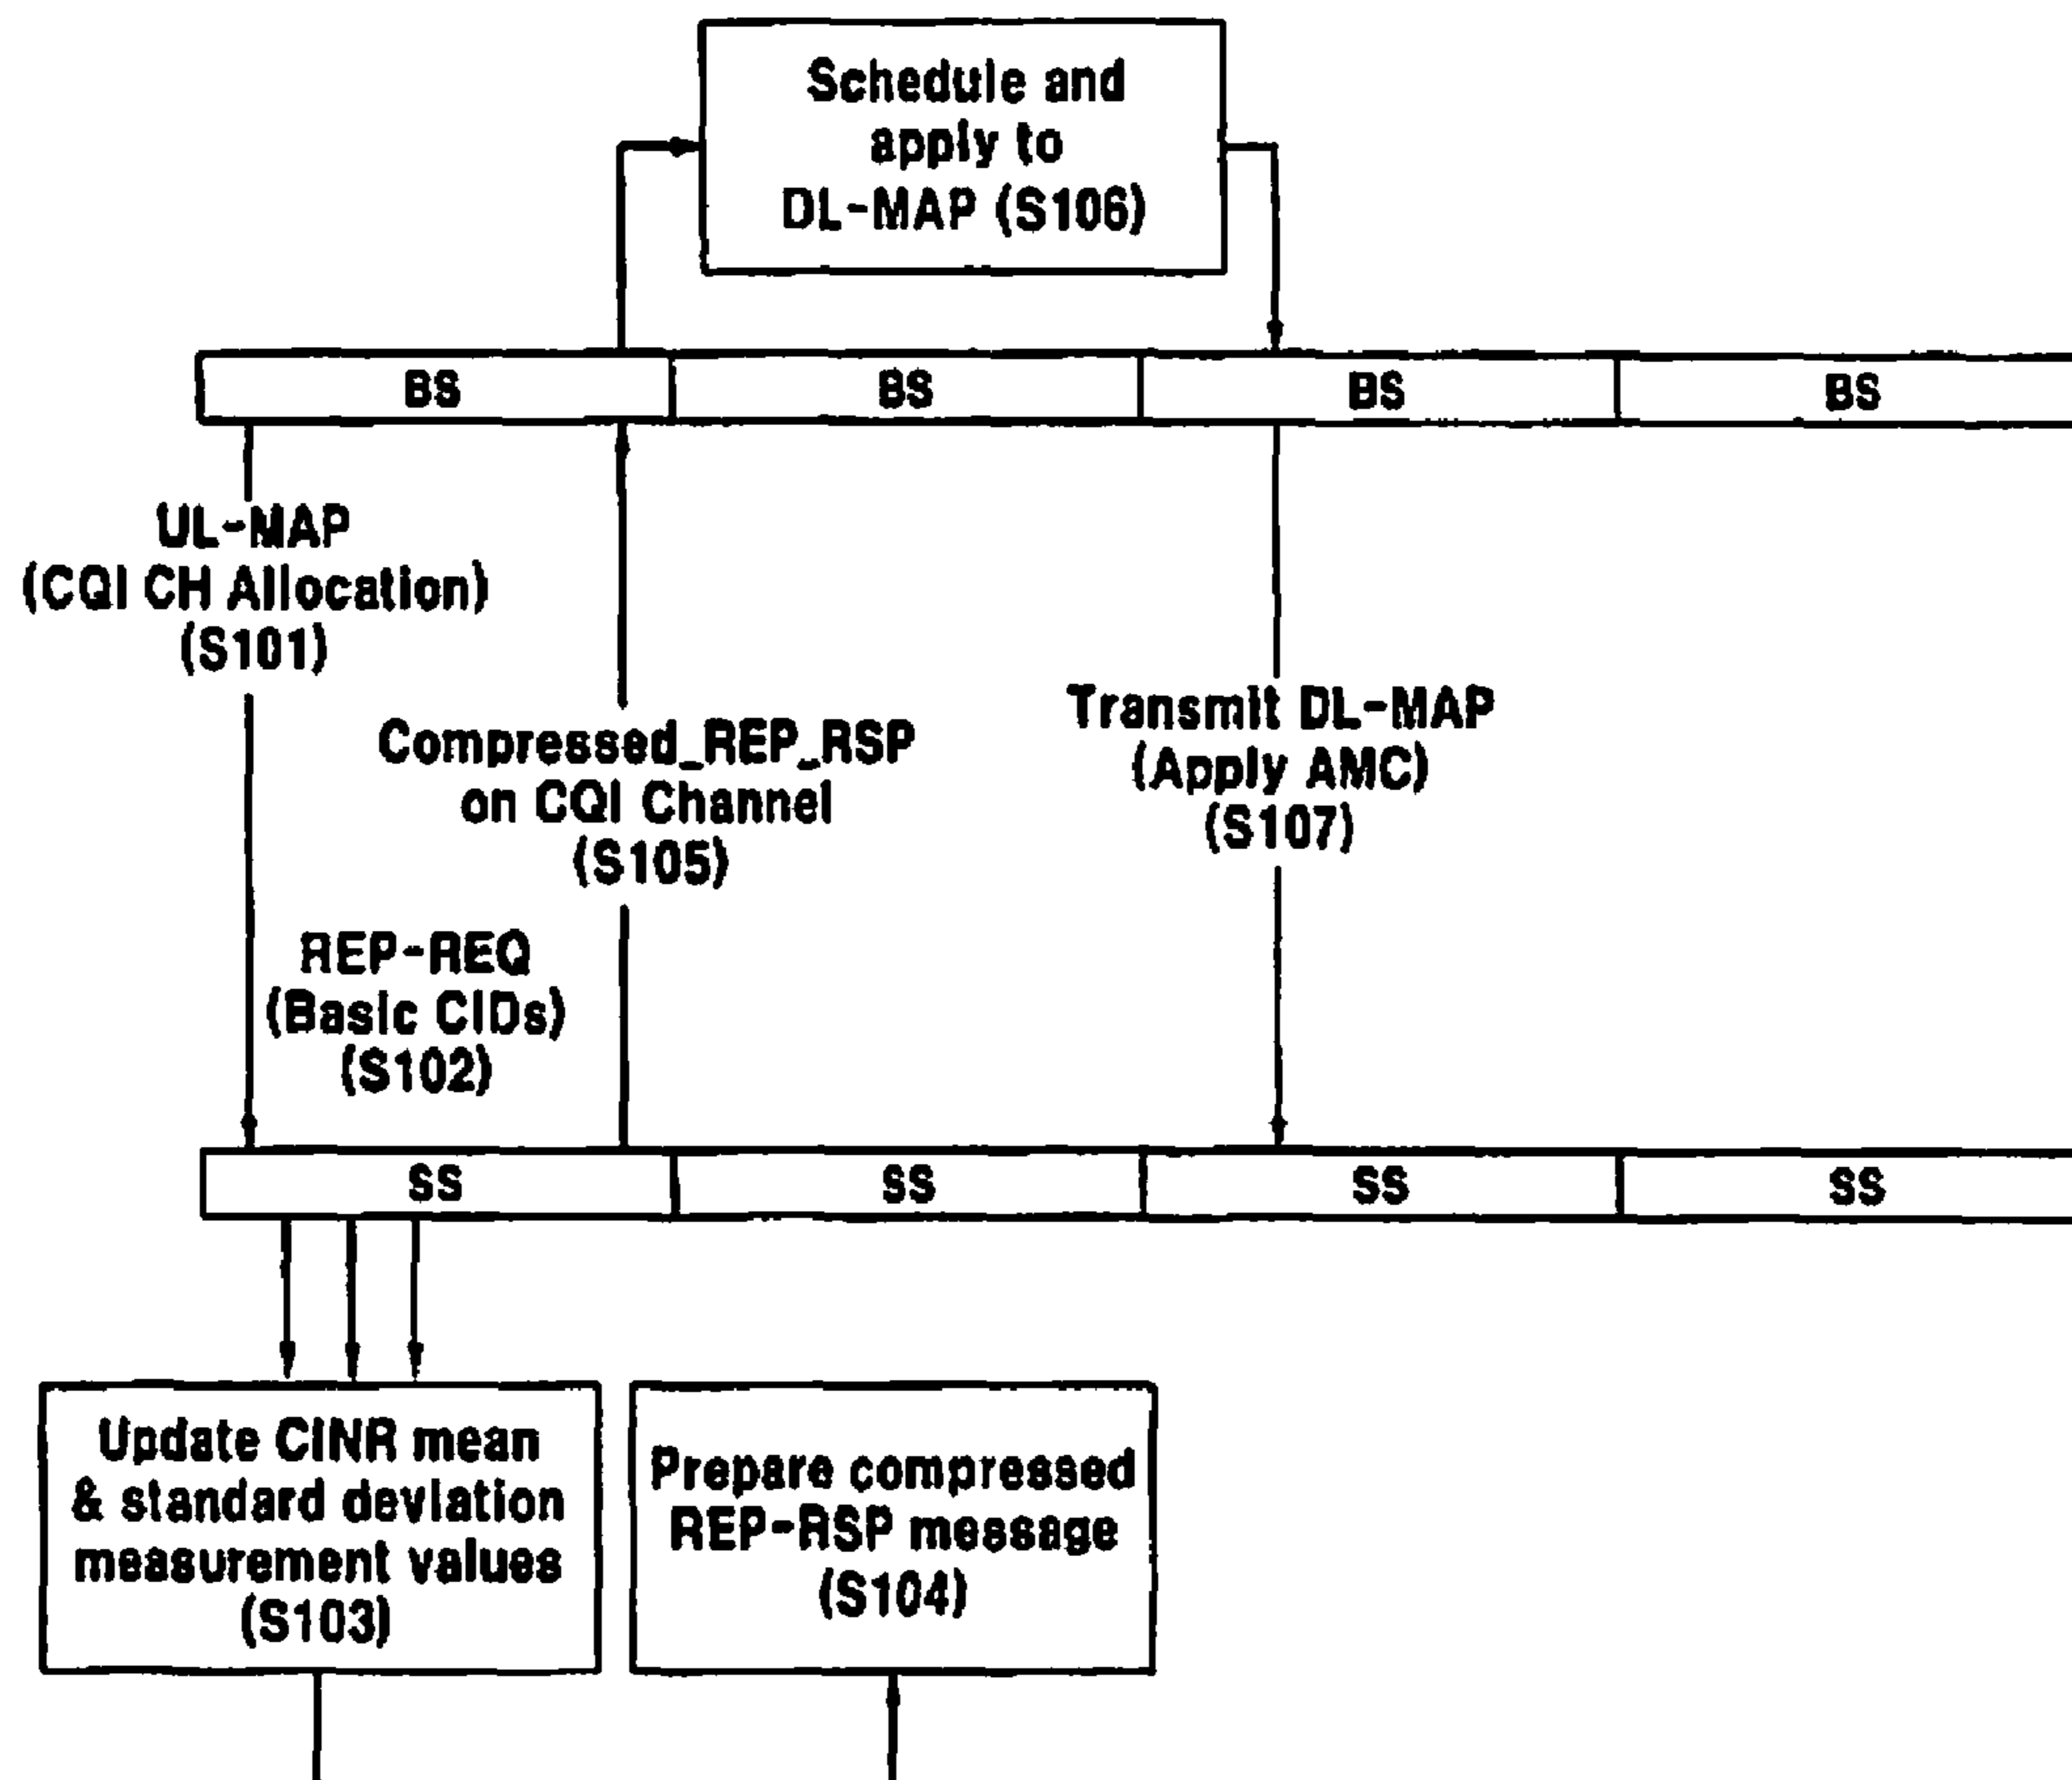 Schedule and
apply to
DL-MAP (S106)
BS
BS
BS
BS
UL-MAP
(CQI CH Allocation)
(S101)
Compressed_REP_RSP
on CQI Channel
(S105)
Transmit DL-MAP
(Apply AMC)
(S107)
REP-REQ
(Basic CIDs)
(S102)
SS
SS
SS
SS
Update CINR mean
& standard deviation
measurement values
(S103)
Prepare compressed
REP-RSP message
(S104)